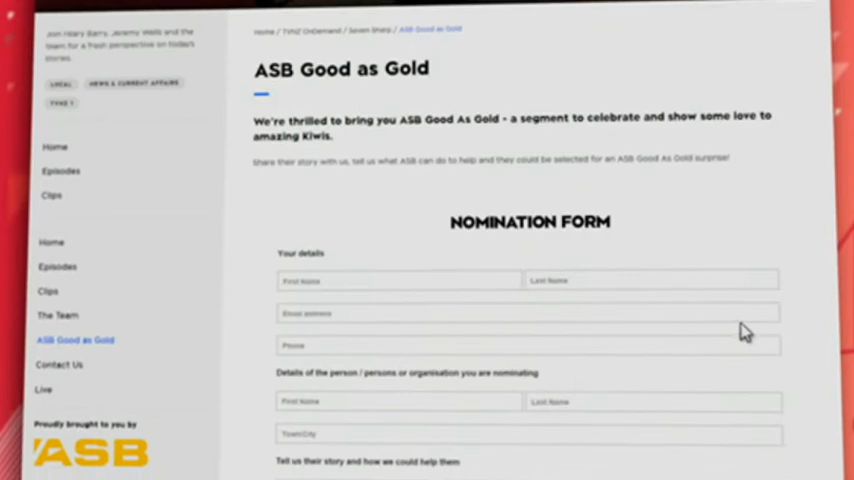 Join Hilary Barry, Jeremy Wells and the
team for a fresh perspective on today's
stories.
LOCAL
NEWS & CURRENT AFFAIRS
TVNZ 1
Home
Episodes
Clips
Home
Episodes
Clips
The Team
ASB Good as Gold
Contact Us
Live
Proudly brought to you by
ASB
Home / TVNZ OnDemand / Seven Sharp / ASB Good as Gold
ASB Good as Gold
We're thrilled to bring you ASB Good As Gold - a segment to celebrate and show some love to
amazing Kiwis.
Share their story with us, tell us what ASB can do to help and they could be selected for an ASB Good As Gold surprise!
NOMINATION FORM
Your details
First Name
Last Name
Email address
Phone
Details of the person / persons or organisation you are nominating
First Name
Last Name
Town/City
Tell us their story and how we could help them